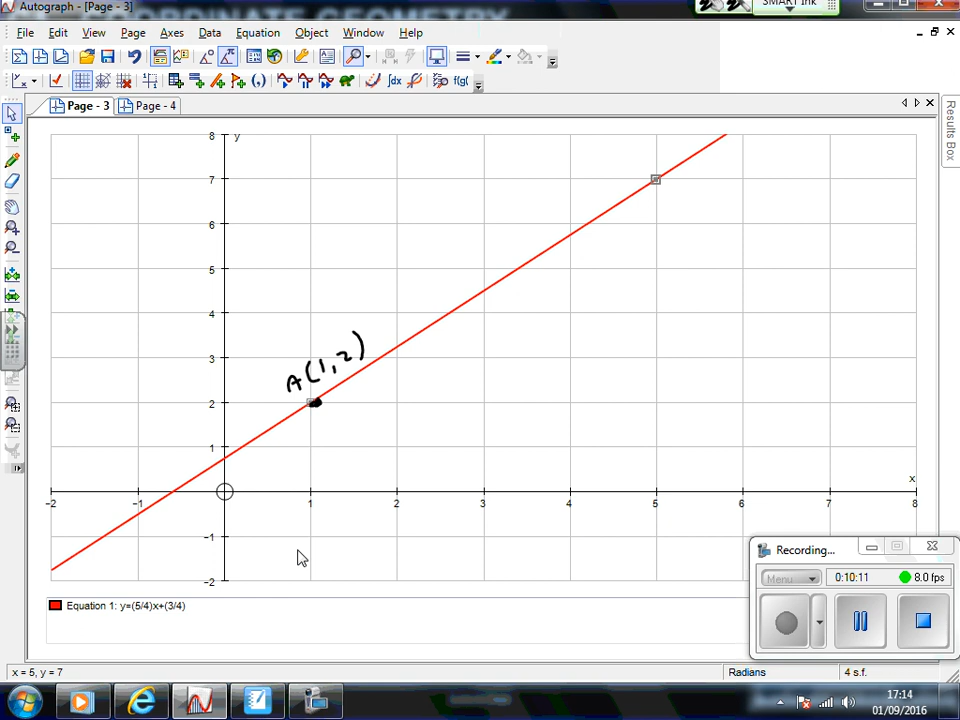 COORDINATE GEOMETRY
Autograph - [Page - 3]
SMART Ink
File Edit View Page Axes Data Equation Object Window Help
∫dx f(g(
Page - 3 Page - 4
Results Box
8 y
7
6
5
4
3
A(1,2)
2
1
x
-2 -1 1 2 3 4 5 6 7 8
-1
-2
Recording...
Menu 0:10:11 8.0 fps
Equation 1: y=(5/4)x+(3/4)
x = 5, y = 7 Radians 4 s.f.
17:14
01/09/2016